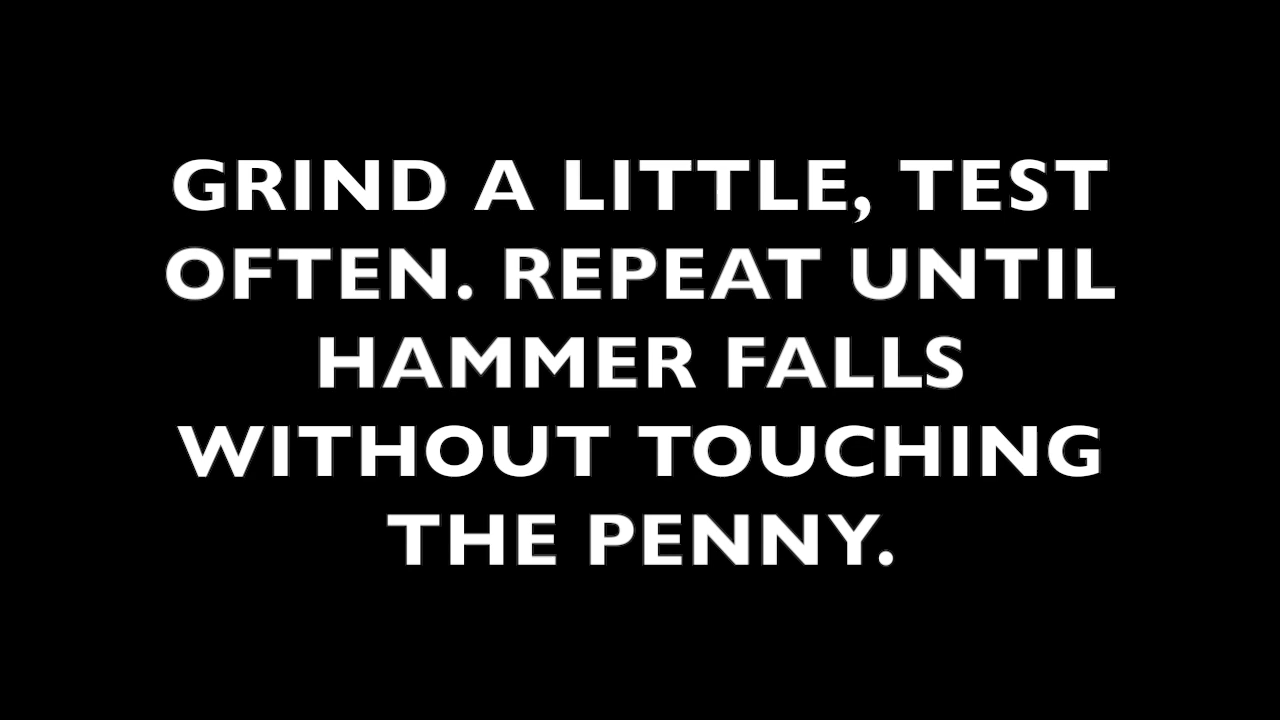 GRIND A LITTLE, TEST
OFTEN. REPEAT UNTIL
HAMMER FALLS
WITHOUT TOUCHING
THE PENNY.